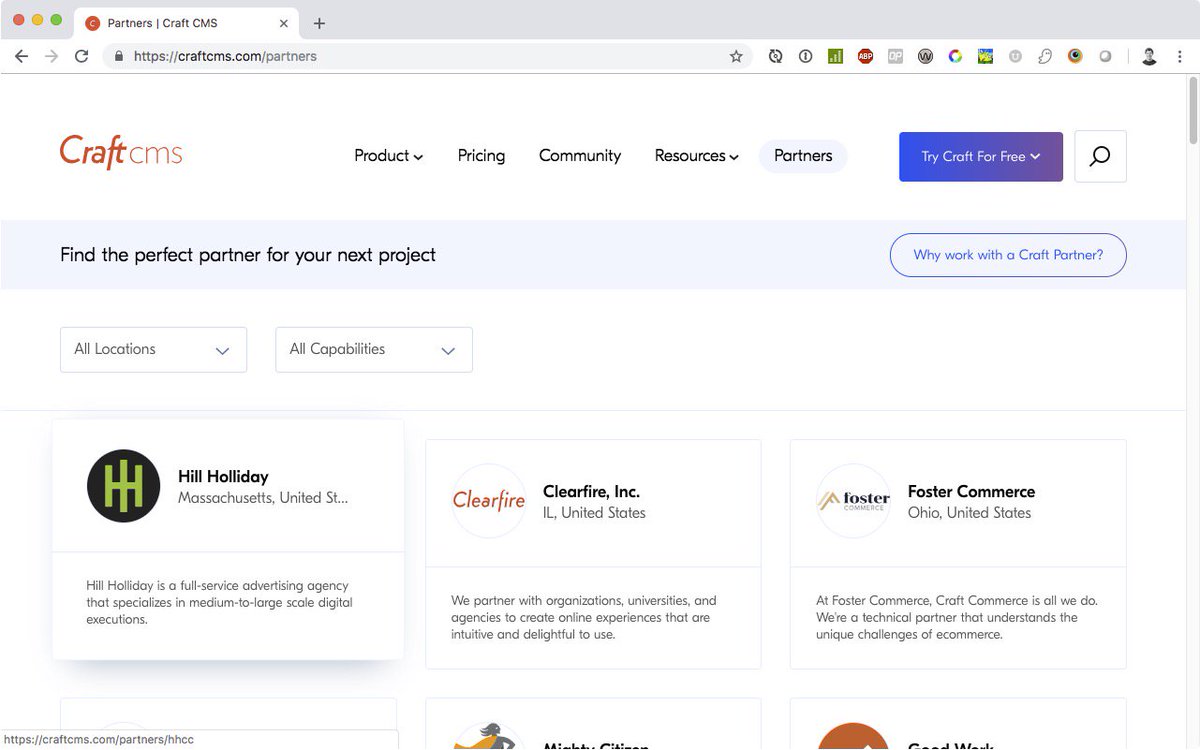 Partners | Craft CMS
https://craftcms.com/partners
ABP
DP
Craft cms
Product
Pricing
Community
Resources
Partners
Try Craft For Free
Find the perfect partner for your next project
Why work with a Craft Partner?
All Locations
All Capabilities
Hill Holliday
Massachusetts, United St...
Hill Holliday is a full-service advertising agency
that specializes in medium-to-large scale digital
executions.
Clearfire
Clearfire, Inc.
IL, United States
We partner with organizations, universities, and
agencies to create online experiences that are
intuitive and delightful to use.
foster
COMMERCE
Foster Commerce
Ohio, United States
At Foster Commerce, Craft Commerce is all we do.
We're a technical partner that understands the
unique challenges of ecommerce.
Mighty Citizen
Good Work
https://craftcms.com/partners/hhcc